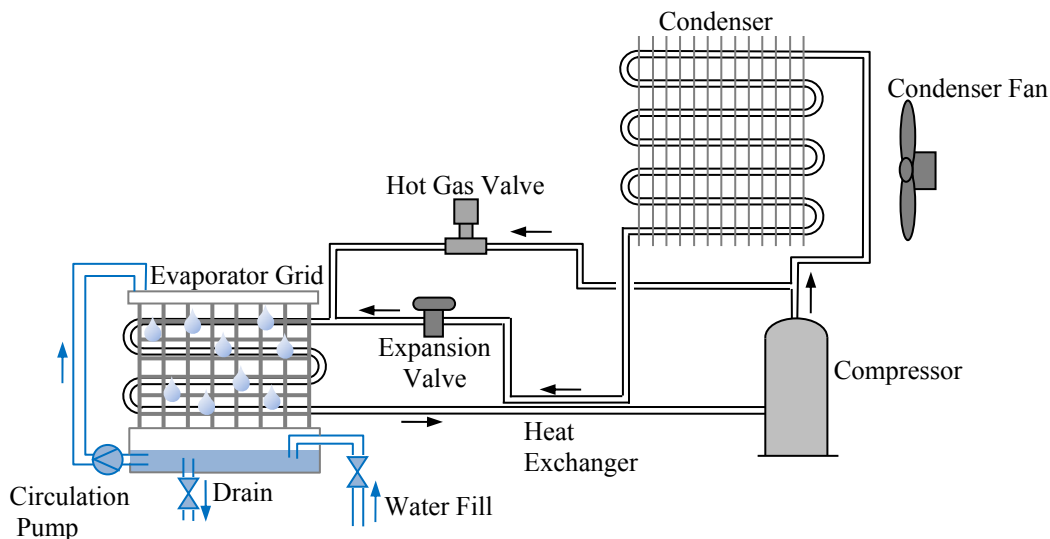 Condenser
Condenser Fan
Hot Gas Valve
Evaporator Grid
Expansion
Valve
Compressor
Heat
Exchanger
Circulation
Pump
Drain
Water Fill